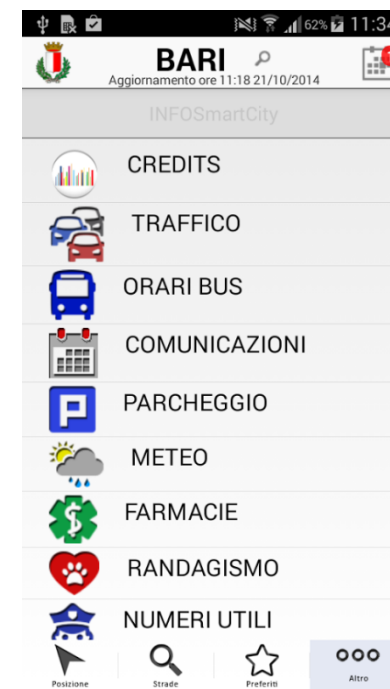 62% 11:34
BARI
Aggiornamento ore 11:18 21/10/2014
INFOSmartCity
CREDITS
TRAFFICO
ORARI BUS
COMUNICAZIONI
P PARCHEGGIO
METEO
FARMACIE
RANDAGISMO
NUMERI UTILI
Posizione Strade Preferiti Altro